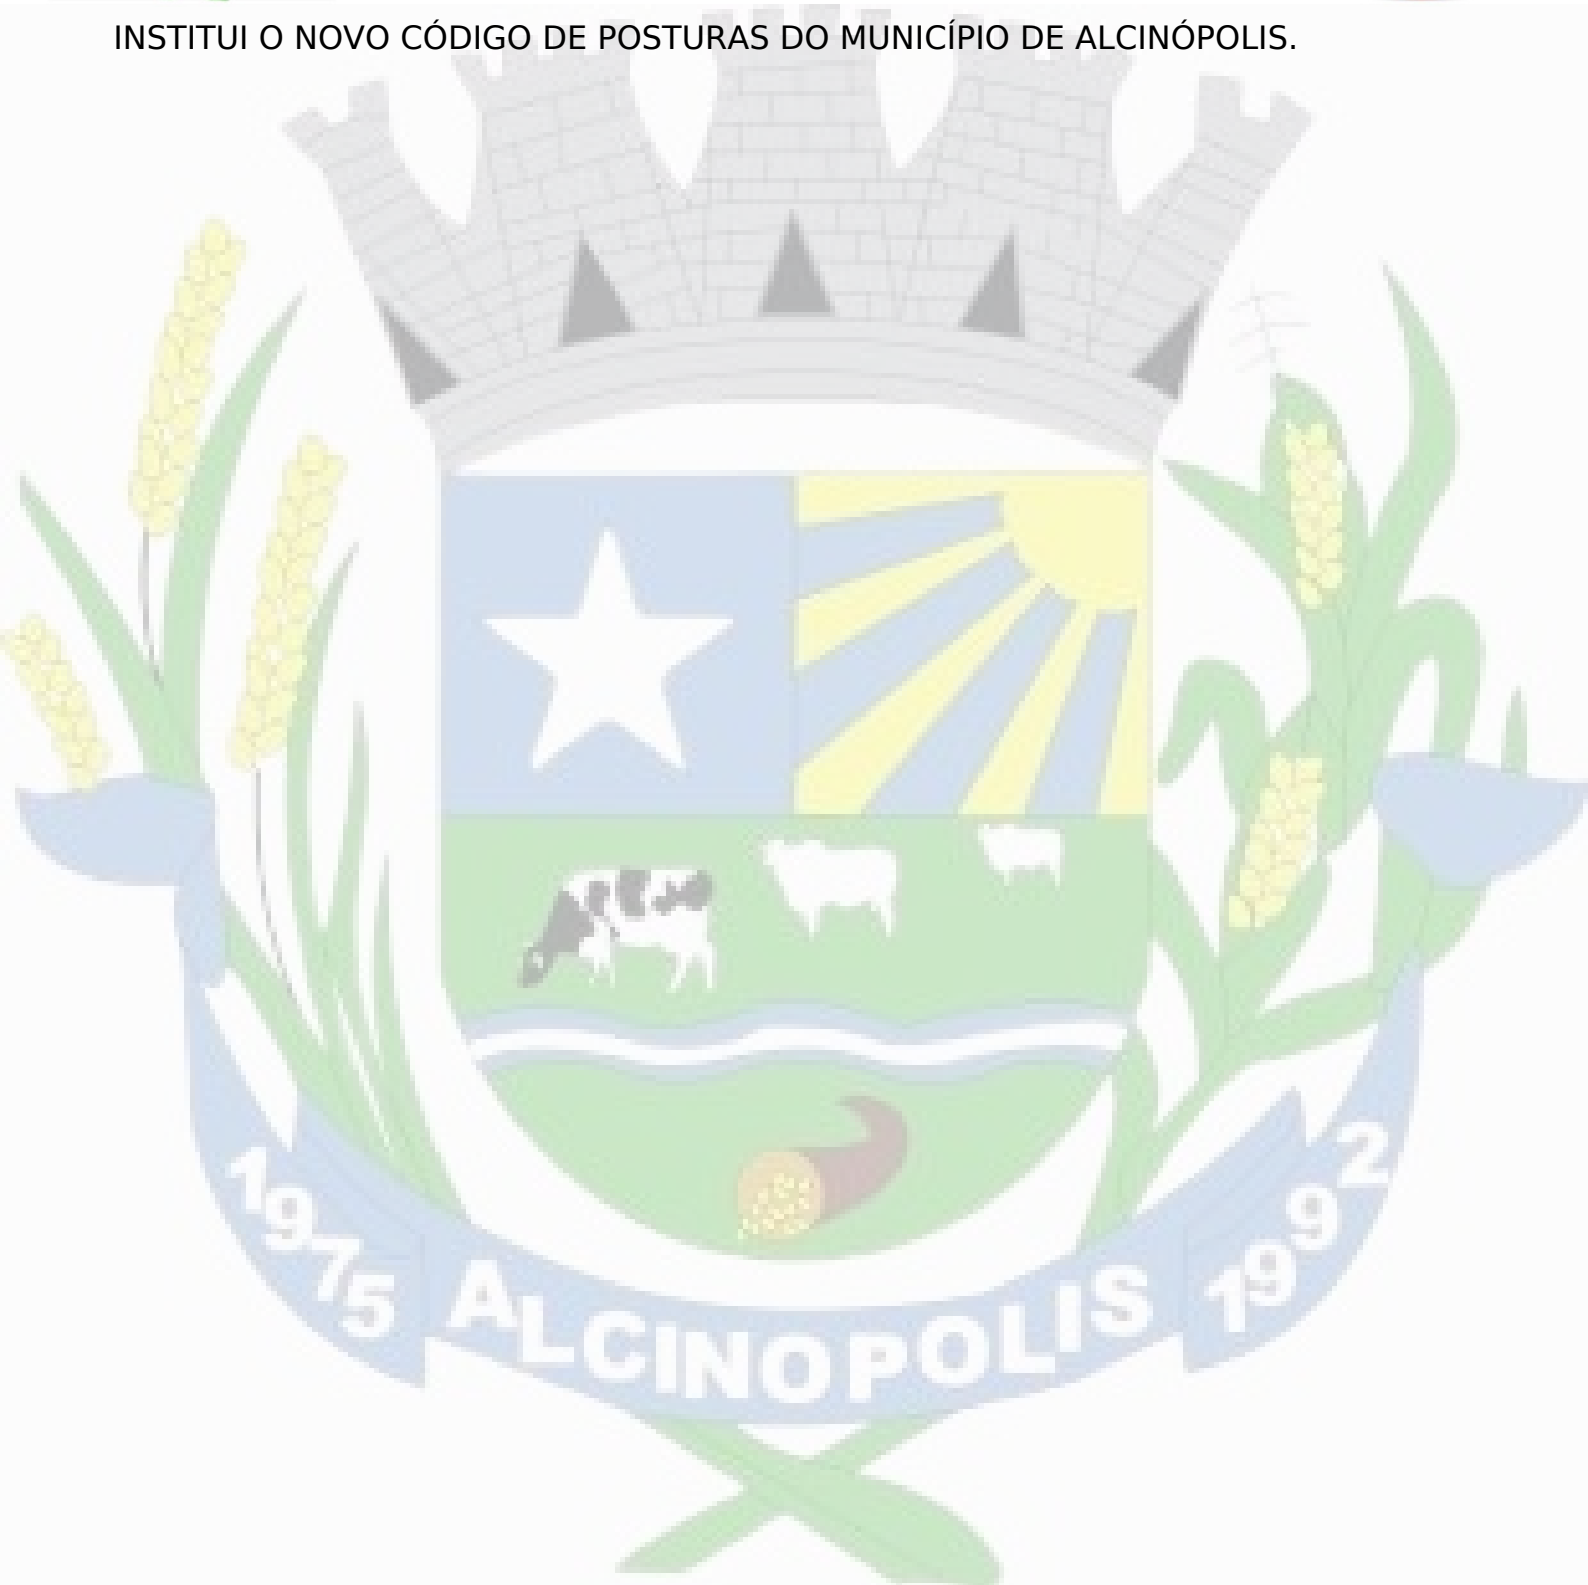 INSTITUI O NOVO CÓDIGO DE POSTURAS DO MUNICÍPIO DE ALCINÓPOLIS.
1975 ALCINOPOLIS 1992